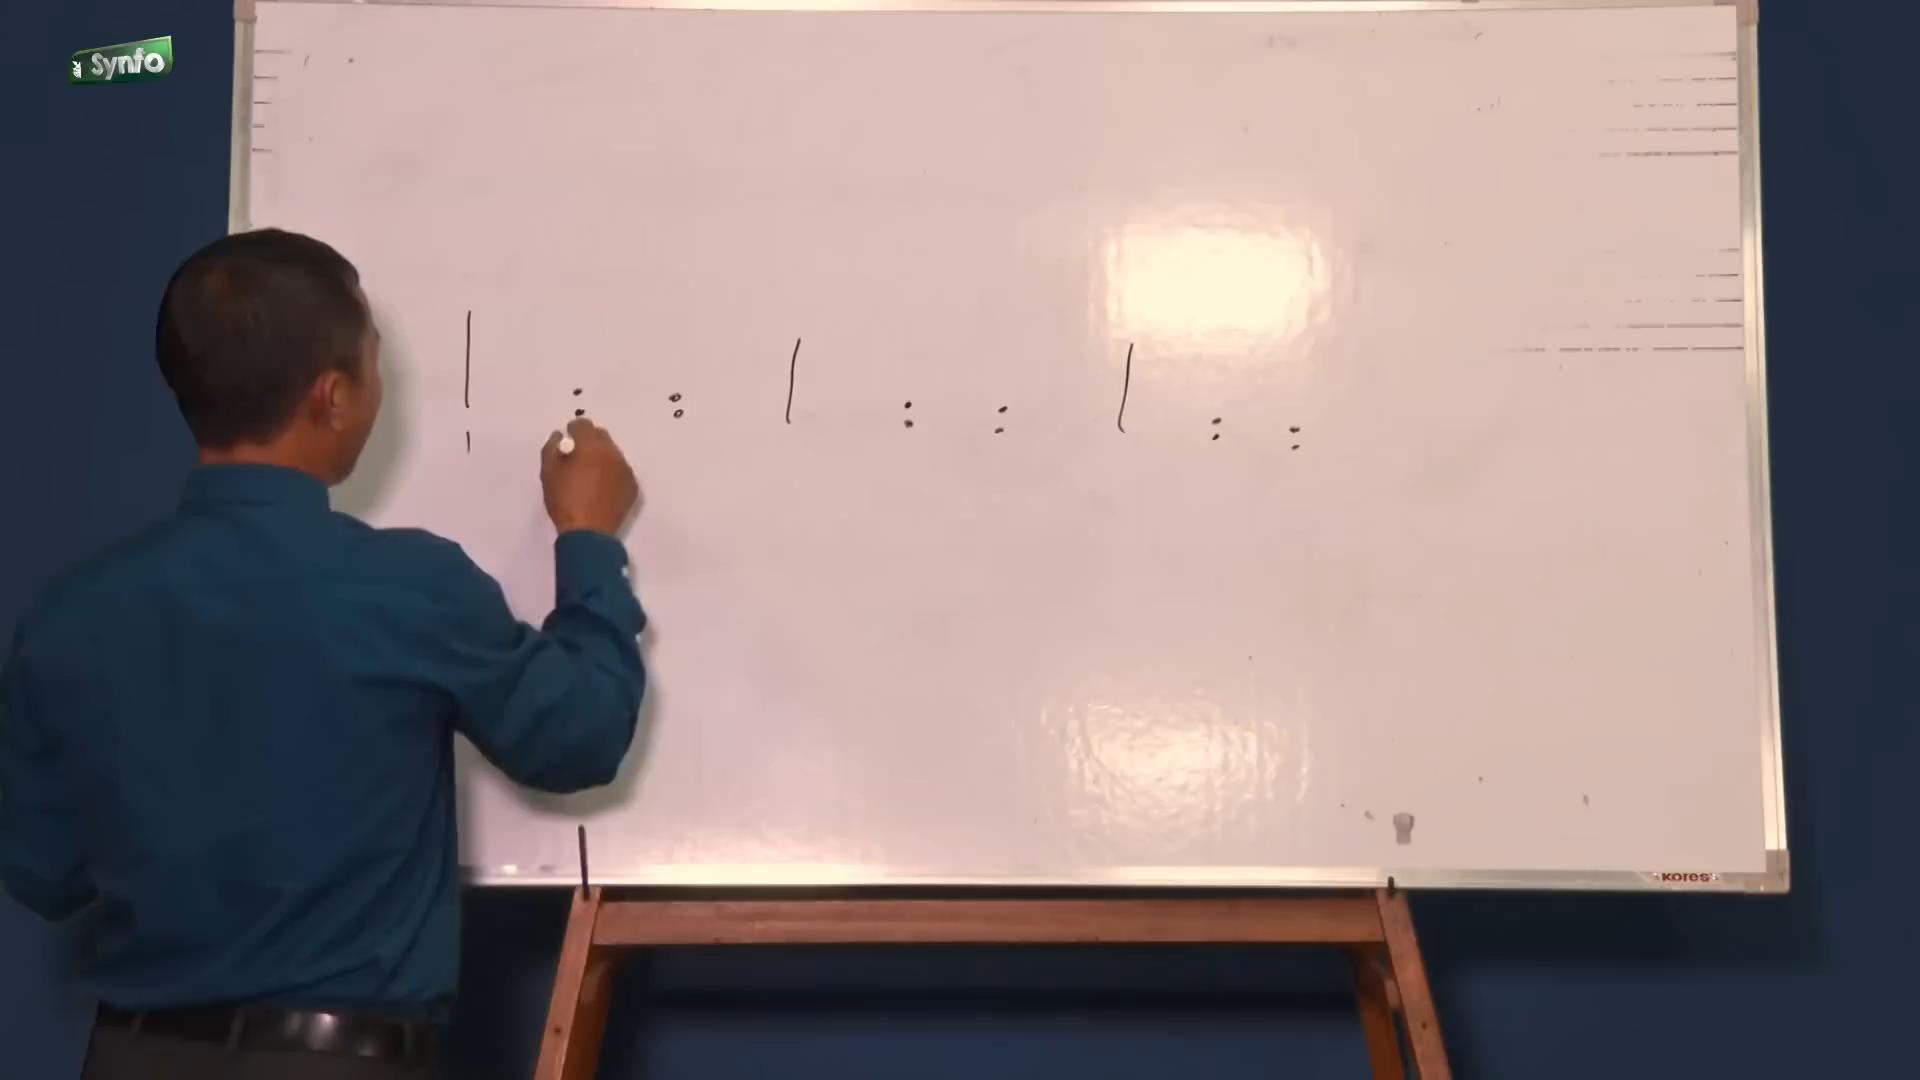 Synfo
| : : | : : | : :
|
Kores